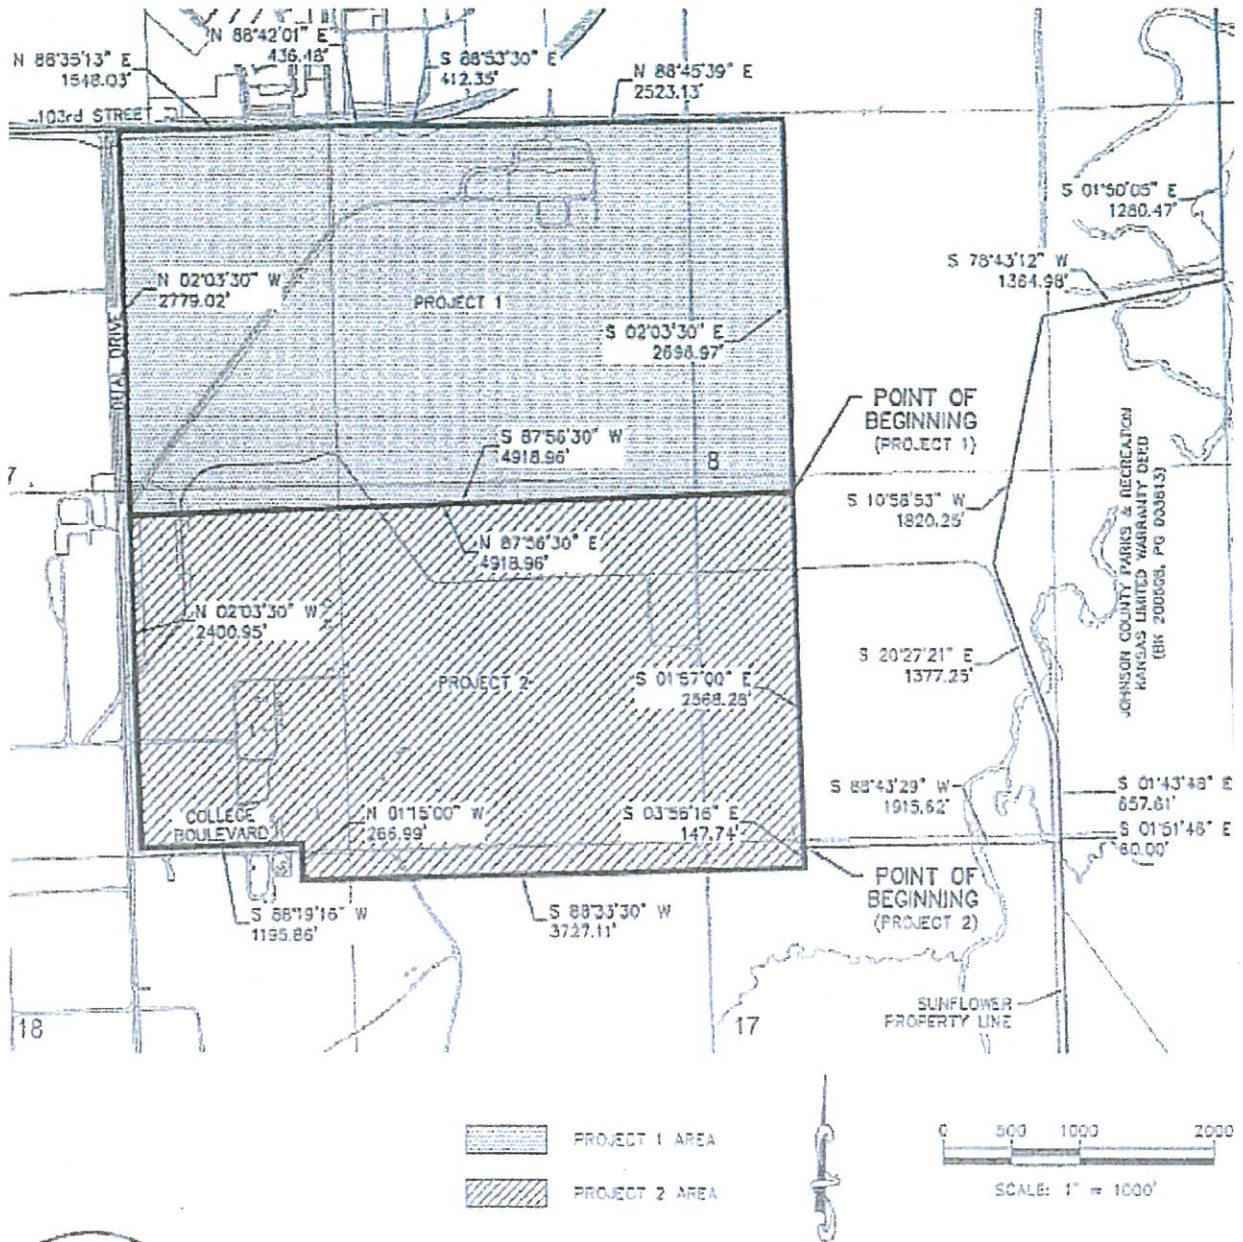 N 88°42'01" E
436.48'
N 88°35'13" E
1548.03'
S 88°53'30" E
412.35'
N 88°45'39" E
2523.13'
103rd STREET
S 01°50'05" E
1280.47'
S 78°43'12" W
1364.98'
N 02°03'30" W
2779.02'
PROJECT 1
S 02°03'30" E
2698.97'
DRIVE
POINT OF
BEGINNING
(PROJECT 1)
S 87°56'30" W
4918.96'
8
7
S 10°58'53" W
1820.25'
JOHNSON COUNTY PARKS & RECREATION
KANSAS LIMITED WARRANTY DEED
N 87°56'30" E
4918.96'
N 02°03'30" W
2400.95'
S 20°27'21" E
1377.25'
PROJECT 2
S 01°57'00" E
2568.28'
S 88°43'29" W
1915.62'
S 01°43'48" E
657.61'
COLLEGE
BOULEVARD
N 01°15'00" W
266.99'
S 03°56'16" E
147.74'
S 01°51'48" E
60.00'
POINT OF
BEGINNING
(PROJECT 2)
S 88°19'16" W
1195.86'
S 88°33'30" W
3727.11'
SUNFLOWER
PROPERTY LINE
18
17
PROJECT 1 AREA
PROJECT 2 AREA
0 500 1000 2000
SCALE: 1" = 1000'